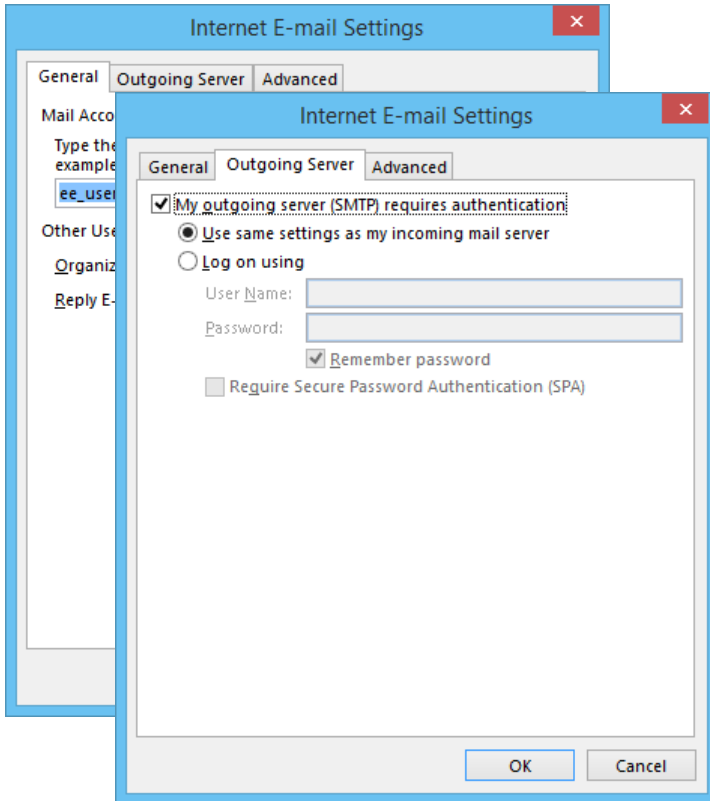 Internet E-mail Settings
General Outgoing Server Advanced
Mail Acco
Type the
example
ee_user
Other Use
Organiz
Reply E-
Internet E-mail Settings
General Outgoing Server Advanced
My outgoing server (SMTP) requires authentication
Use same settings as my incoming mail server
Log on using
User Name:
Password:
Remember password
Require Secure Password Authentication (SPA)
OK Cancel